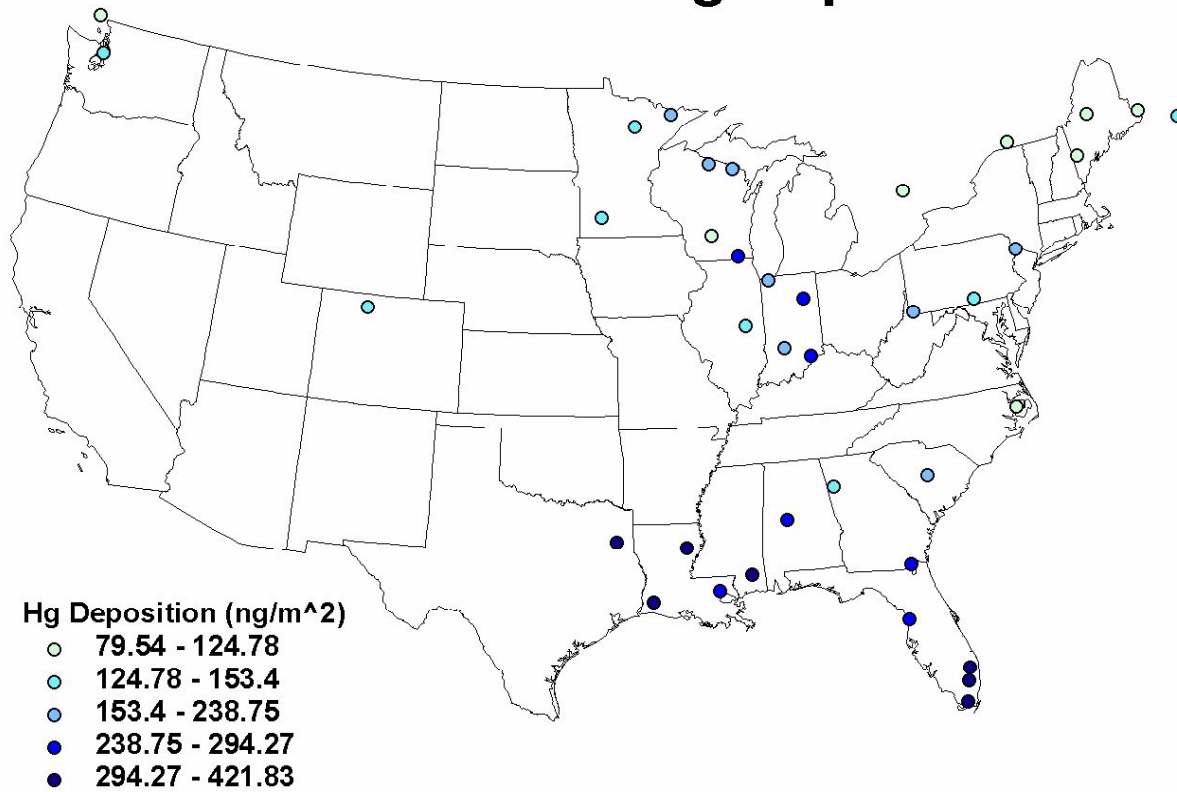 Hg Deposition (ng/m^2)
79.54 - 124.78
124.78 - 153.4
153.4 - 238.75
238.75 - 294.27
294.27 - 421.83